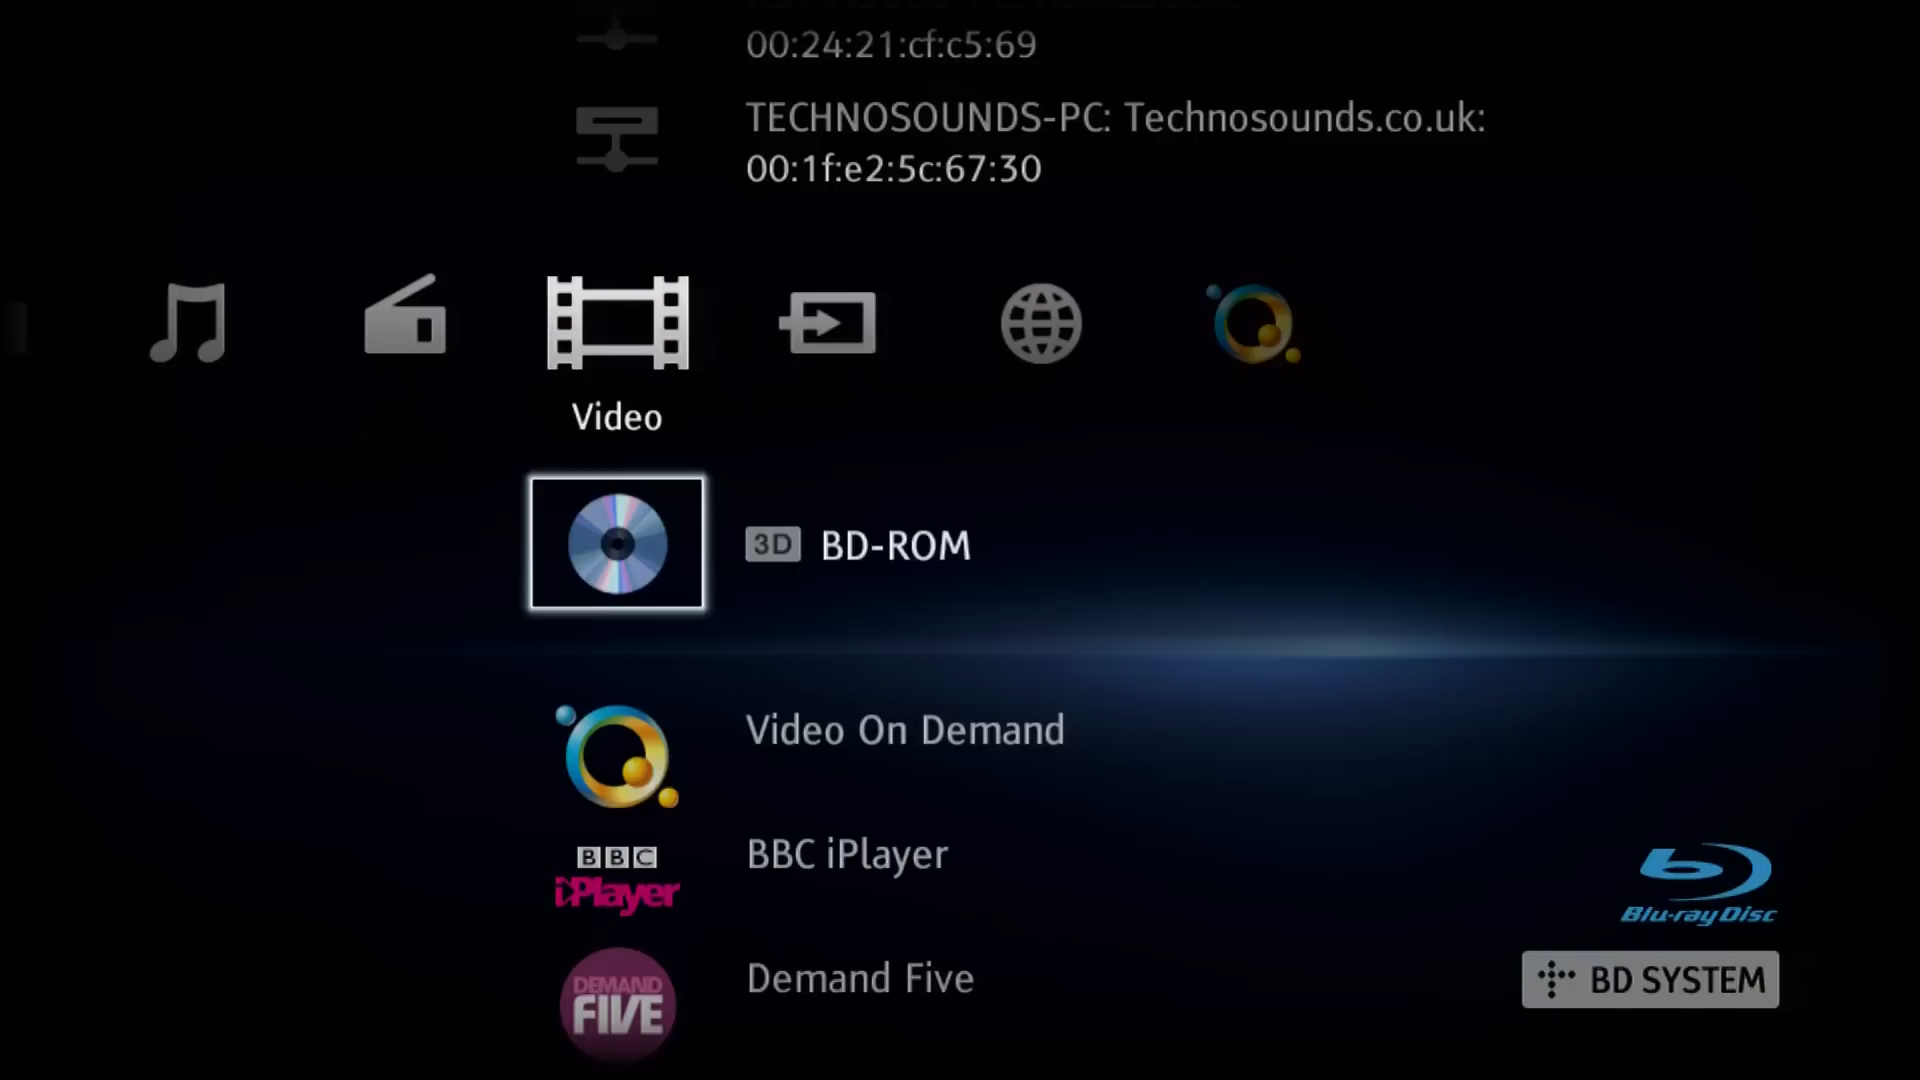 00:24:21:cf:c5:69
TECHNOSOUNDS-PC: Technosounds.co.uk:
00:1f:e2:5c:67:30
Video
3D BD-ROM
Video On Demand
BBC
iPlayer
BBC iPlayer
Blu-ray Disc
DEMAND
FIVE
Demand Five
BD SYSTEM